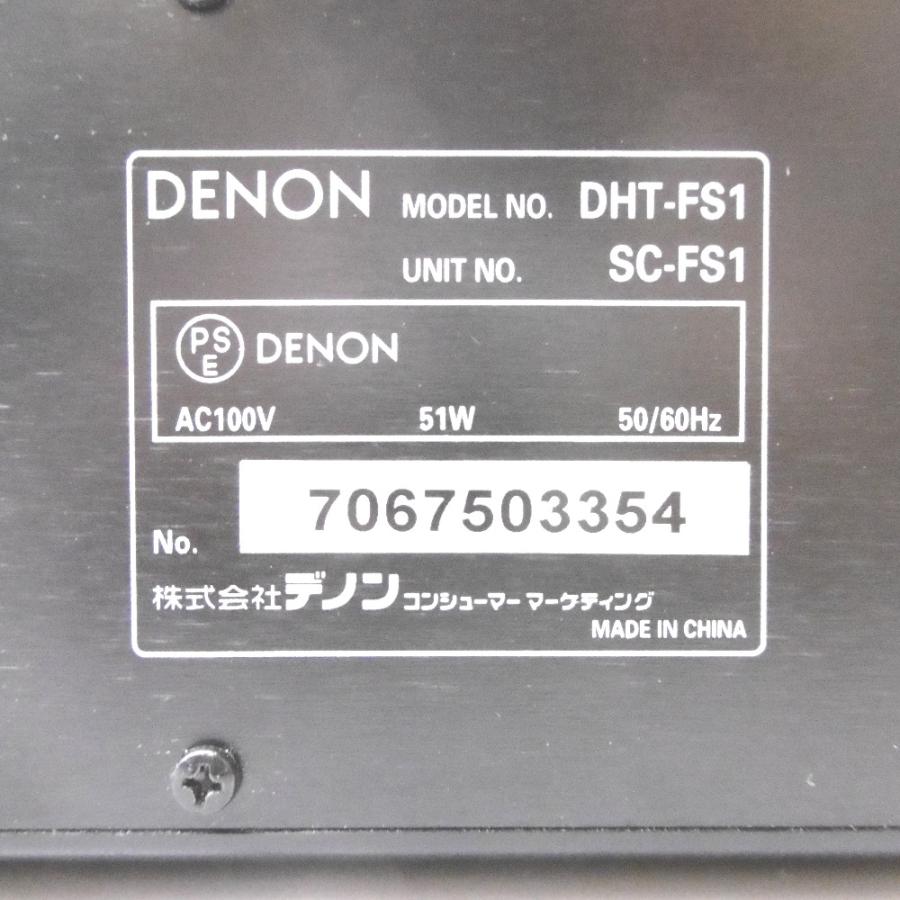 DENON MODEL NO. DHT-FS1
UNIT NO. SC-FS1
PSE DENON
AC100V 51W 50/60Hz
No. 7067503354
株式会社デノン コンシューマー マーケティング
MADE IN CHINA